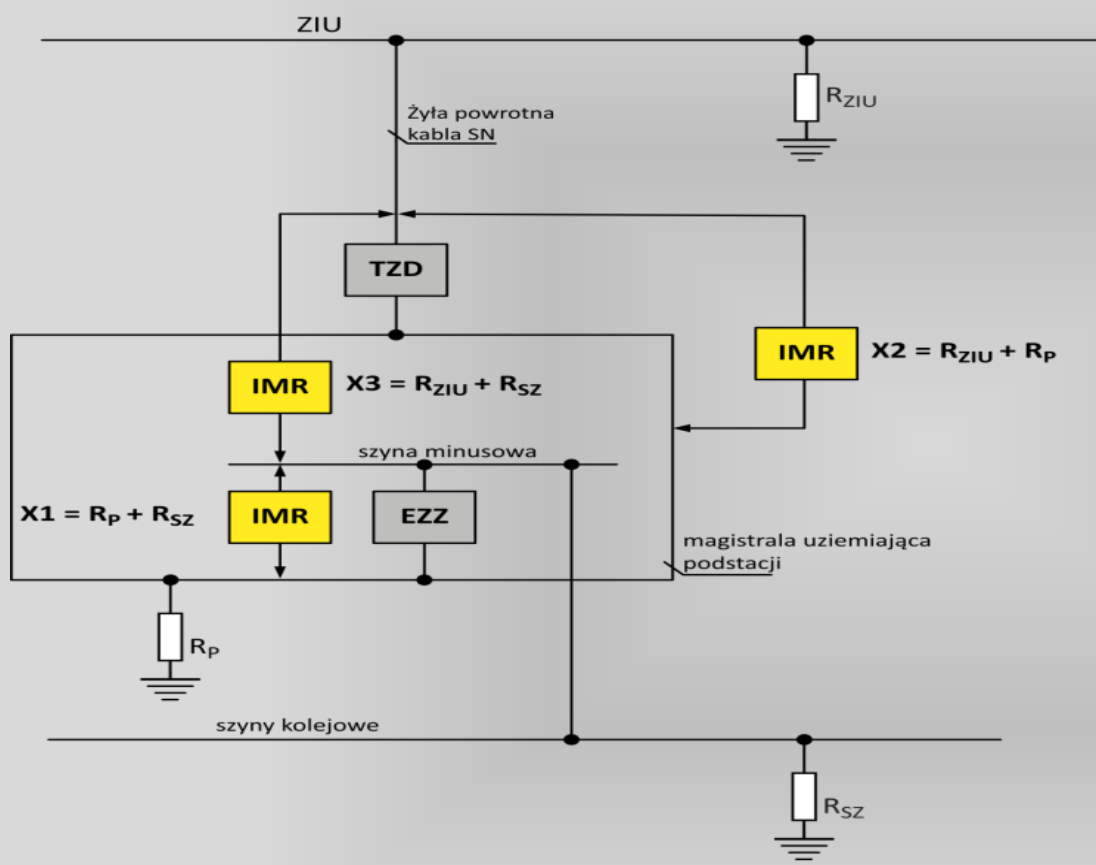 ZIU
R_ZIU
Żyła powrotna
kabla SN
TZD
IMR
X2 = R_ZIU + R_P
IMR
X3 = R_ZIU + R_SZ
szyna minusowa
X1 = R_P + R_SZ
IMR
EZZ
magistrala uziemiająca
podstacji
R_P
szyny kolejowe
R_SZ